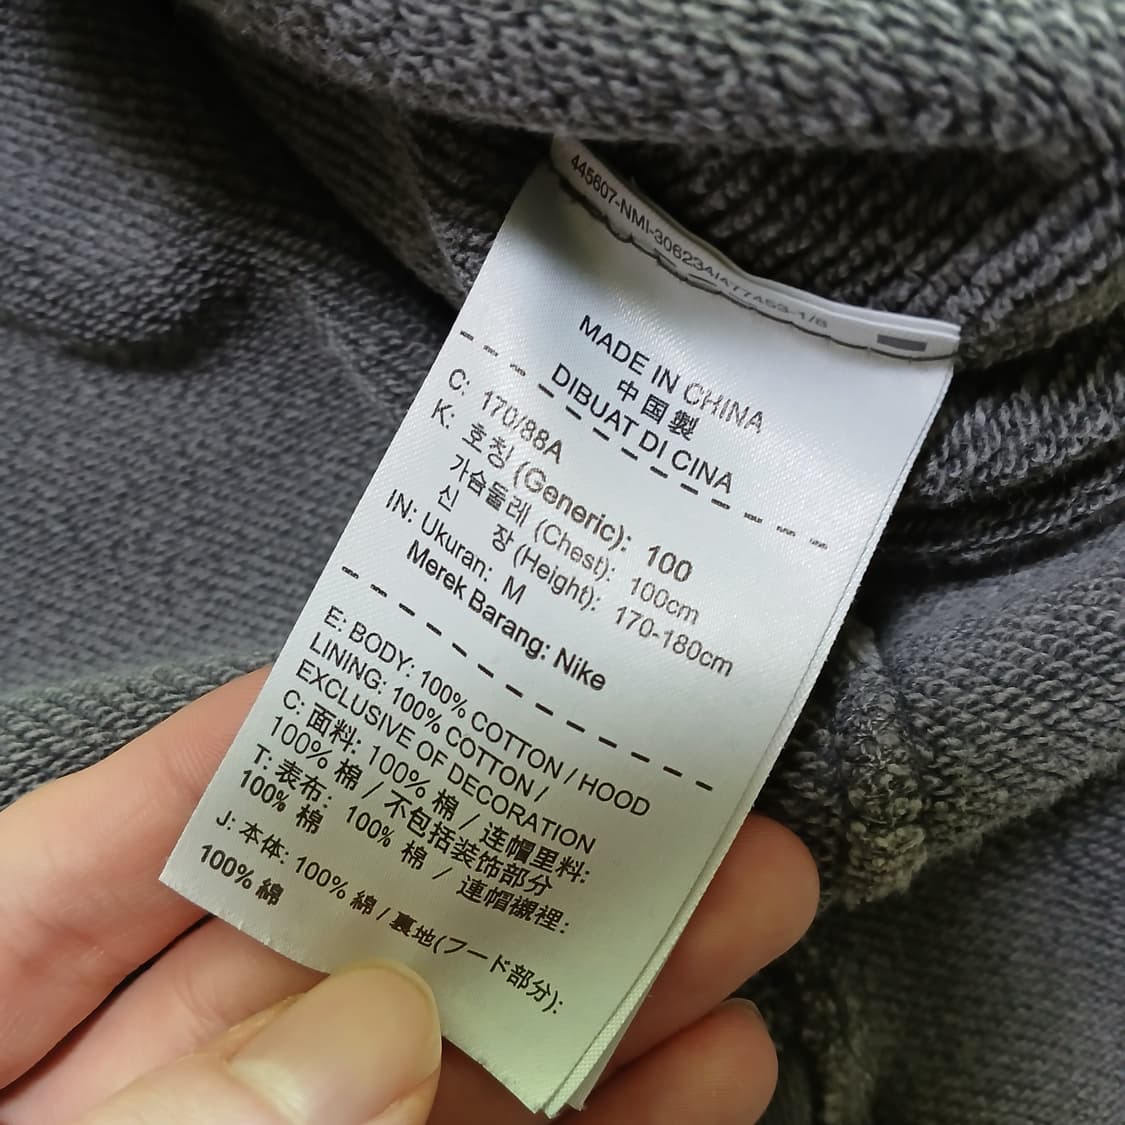 445607-NMI-306234/A77453-1/8
MADE IN CHINA
中国製
DIBUAT DI CINA
C: 170/88A
K: 호칭 (Generic): 100
가슴둘레 (Chest): 100cm
신 장 (Height): 170-180cm
IN: Ukuran: M
Merek Barang: Nike
E: BODY: 100% COTTON / HOOD
LINING: 100% COTTON /
EXCLUSIVE OF DECORATION
C: 面料: 100% 棉 / 连帽里料:
100% 棉 / 不包括装饰部分
T: 表布: 100% 棉 / 連帽襯裡:
100% 棉
J: 本体: 100% 綿 / 裏地(フード部分):
100% 綿